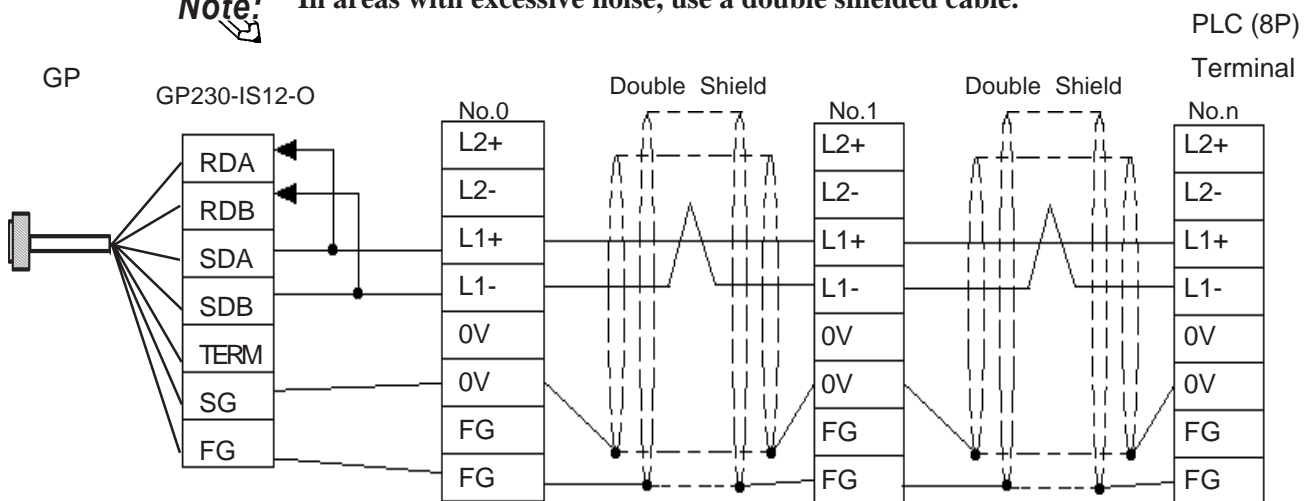 Note! In areas with excessive noise, use a double shielded cable.
PLC (8P)
Terminal
GP
GP230-IS12-O
RDA
RDB
SDA
SDB
TERM
SG
FG
No.0
L2+
L2-
L1+
L1-
0V
0V
FG
FG
Double Shield
No.1
L2+
L2-
L1+
L1-
0V
0V
FG
FG
Double Shield
No.n
L2+
L2-
L1+
L1-
0V
0V
FG
FG